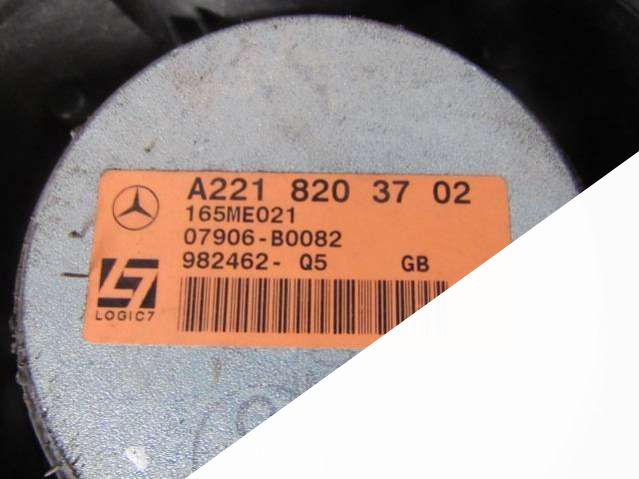 A221 820 37 02
165ME021
07906-B0082
982462- Q5 GB
LOGIC7